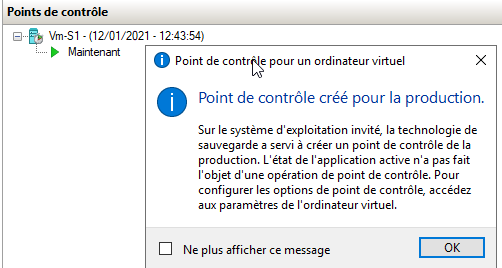 Points de contrôle
Vm-S1 - (12/01/2021 - 12:43:54)
Maintenant
Point de contrôle pour un ordinateur virtuel
Point de contrôle créé pour la production.
Sur le système d'exploitation invité, la technologie de
sauvegarde a servi à créer un point de contrôle de la
production. L'état de l'application active n'a pas fait
l'objet d'une opération de point de contrôle. Pour
configurer les options de point de contrôle, accédez
aux paramètres de l'ordinateur virtuel.
Ne plus afficher ce message
OK